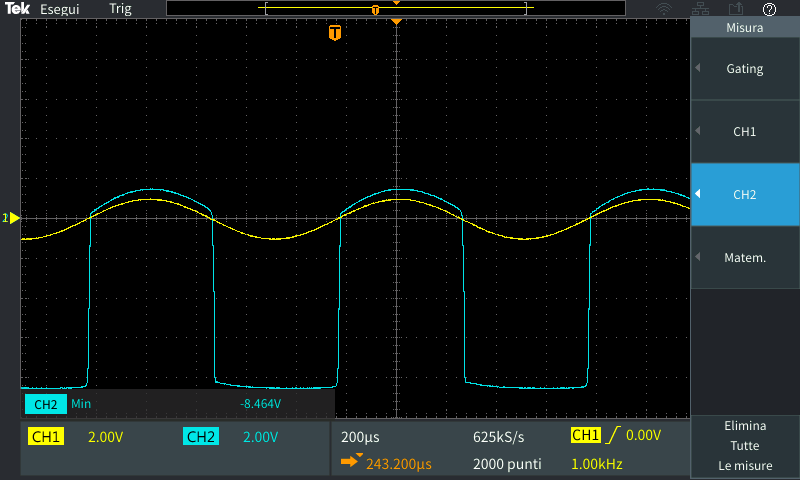 Tek Esegui Trig
T
T
Misura
Gating
CH1
CH2
Matem.
1
CH2 Min -8.464V
CH1 2.00V CH2 2.00V 200µs 625kS/s CH1 0.00V
243.200µs 2000 punti 1.00kHz
Elimina
Tutte
Le misure